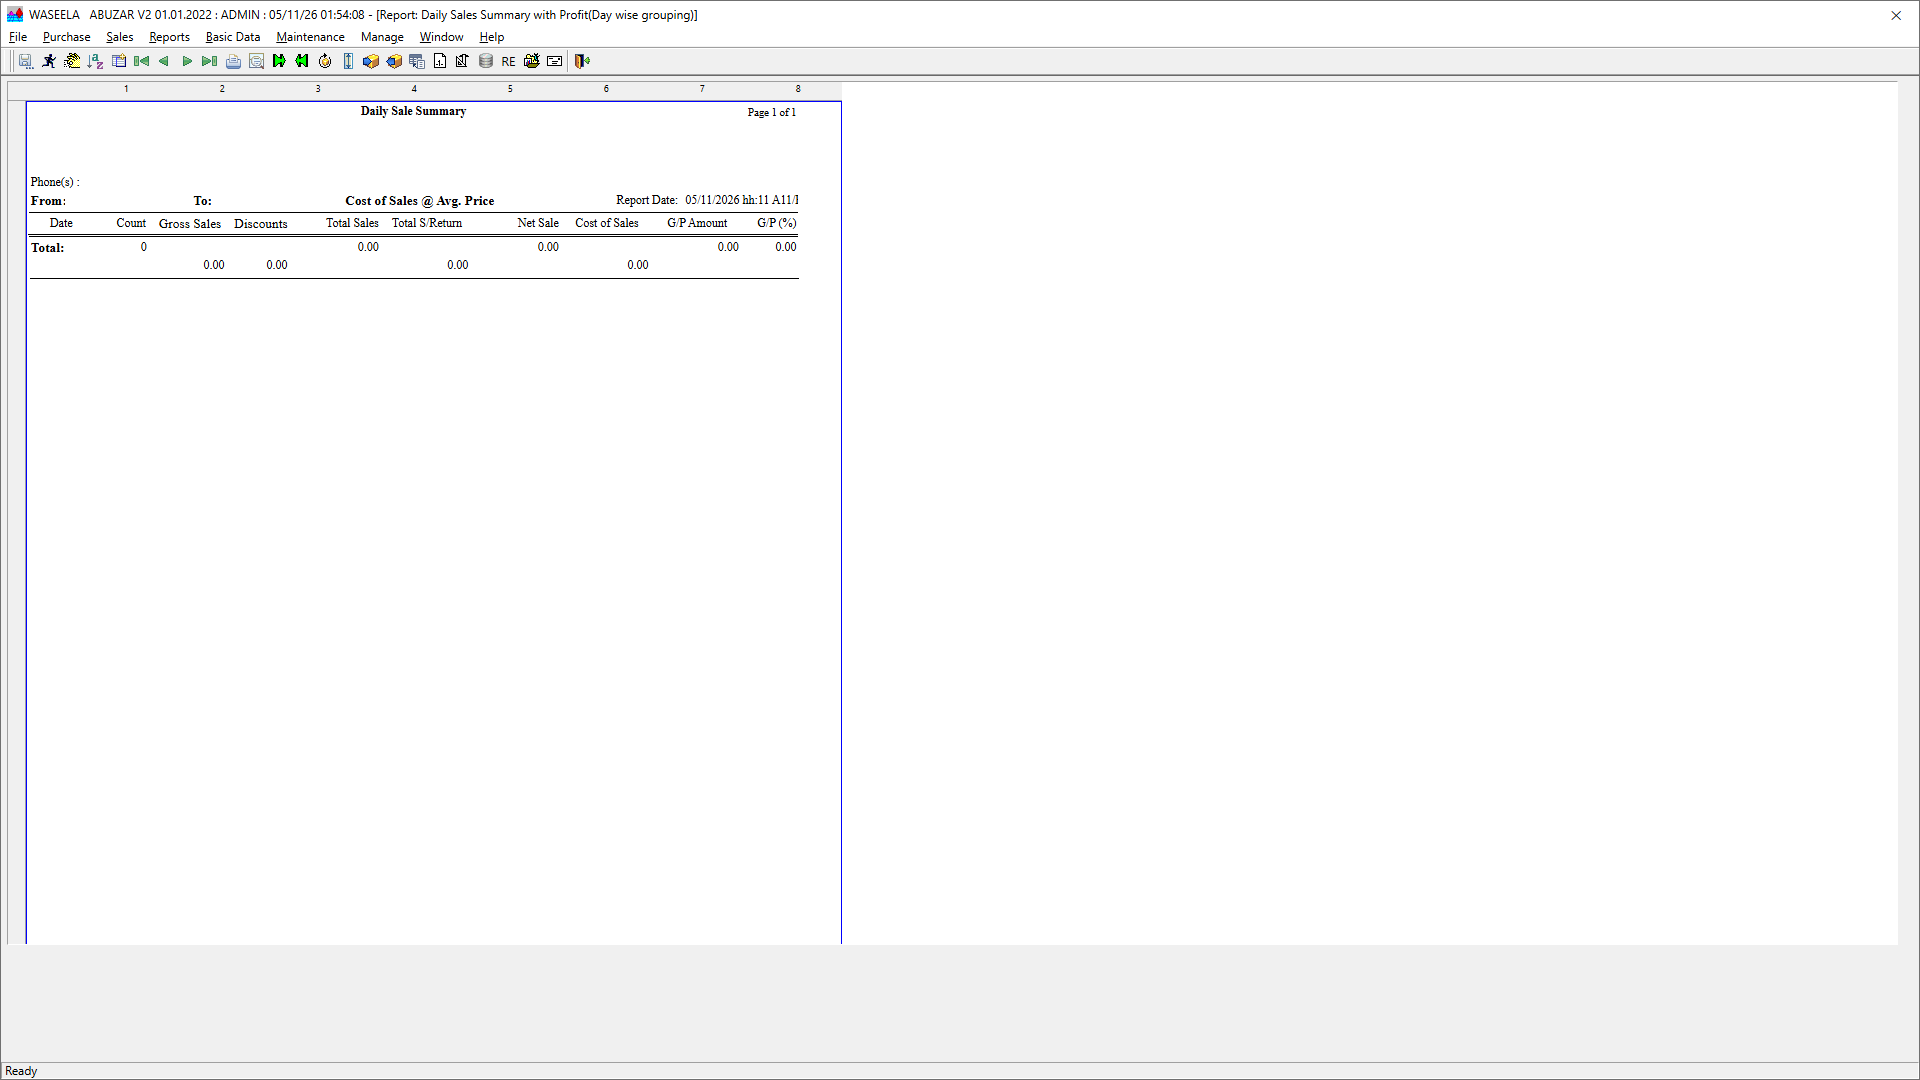 WASEELA ABUZAR V2 01.01.2022 : ADMIN : 05/11/26 01:54:08 - [Report: Daily Sales Summary with Profit(Day wise grouping)]
File Purchase Sales Reports Basic Data Maintenance Manage Window Help
RE
1 2 3 4 5 6 7 8
Daily Sale Summary Page 1 of 1
Phone(s) :
From: To: Cost of Sales @ Avg. Price Report Date: 05/11/2026 hh:11 A11/I
Date Count Gross Sales Discounts Total Sales Total S/Return Net Sale Cost of Sales G/P Amount G/P (%)
Total: 0 0.00 0.00 0.00 0.00
0.00 0.00 0.00 0.00
Ready